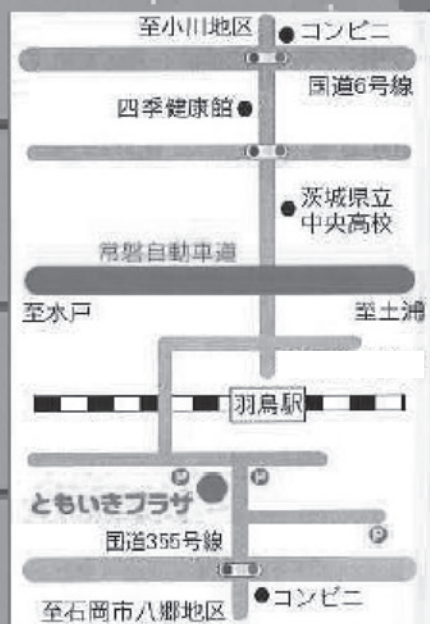 至小川地区
コンビニ
国道6号線
四季健康館
茨城県立
中央高校
常磐自動車道
至水戸
至土浦
羽鳥駅
P
P
ともいきプラザ
P
国道355号線
コンビニ
至石岡市八郷地区